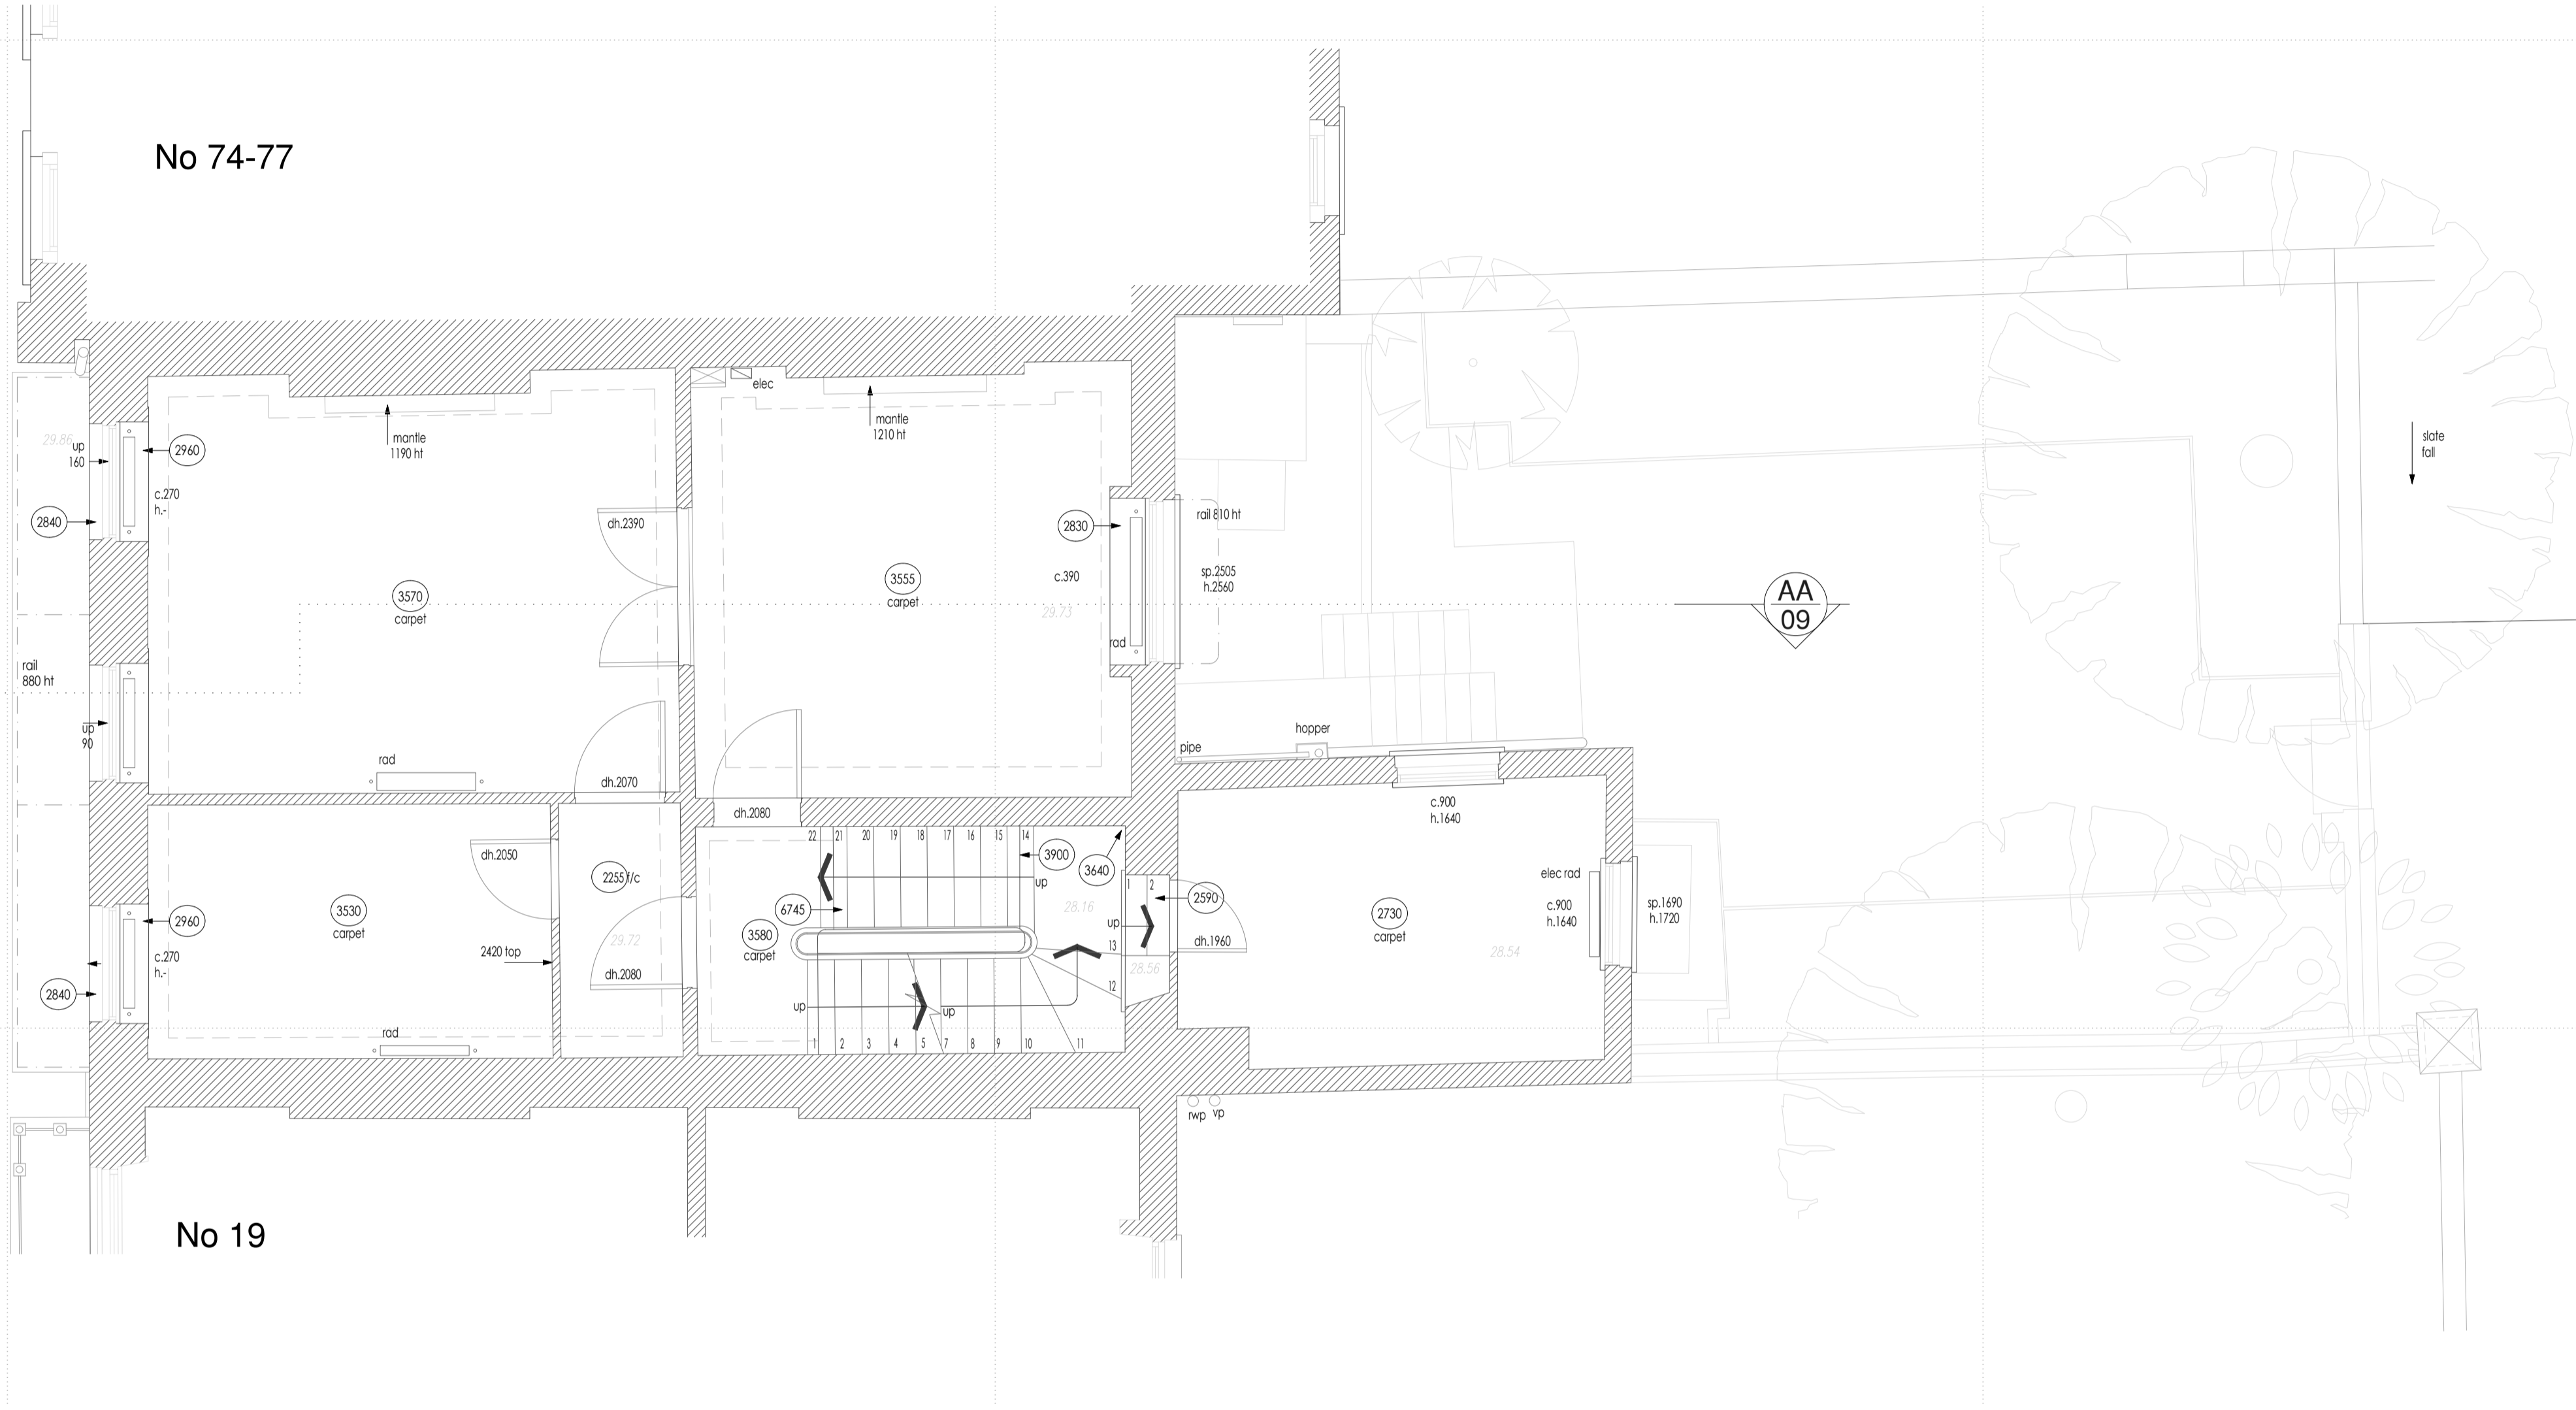 No 74-77
elec
mantle
1190 ht
mantle
1210 ht
29.86
up
160
2960
c.270
h.-
2840
dh.2390
2830
rail 810 ht
slate
fall
3570
carpet
3555
carpet
c.390
29.73
sp.2505
h.2560
AA
09
rad
rail
880 ht
up
90
rad
dh.2070
dh.2080
pipe
hopper
c.900
h.1640
22
21
20
19
18
17
16
15
14
3900
3640
up
dh.2050
2255 f/c
1
2
2590
elec rad
c.900
h.1640
sp.1690
h.1720
3530
carpet
6745
28.16
2730
carpet
2960
c.270
h.-
2840
29.72
3580
carpet
up
13
dh.1960
28.54
2420 top
28.56
12
dh.2080
up
up
rad
1
2
3
4
5
7
8
9
10
11
rwp
vp
No 19